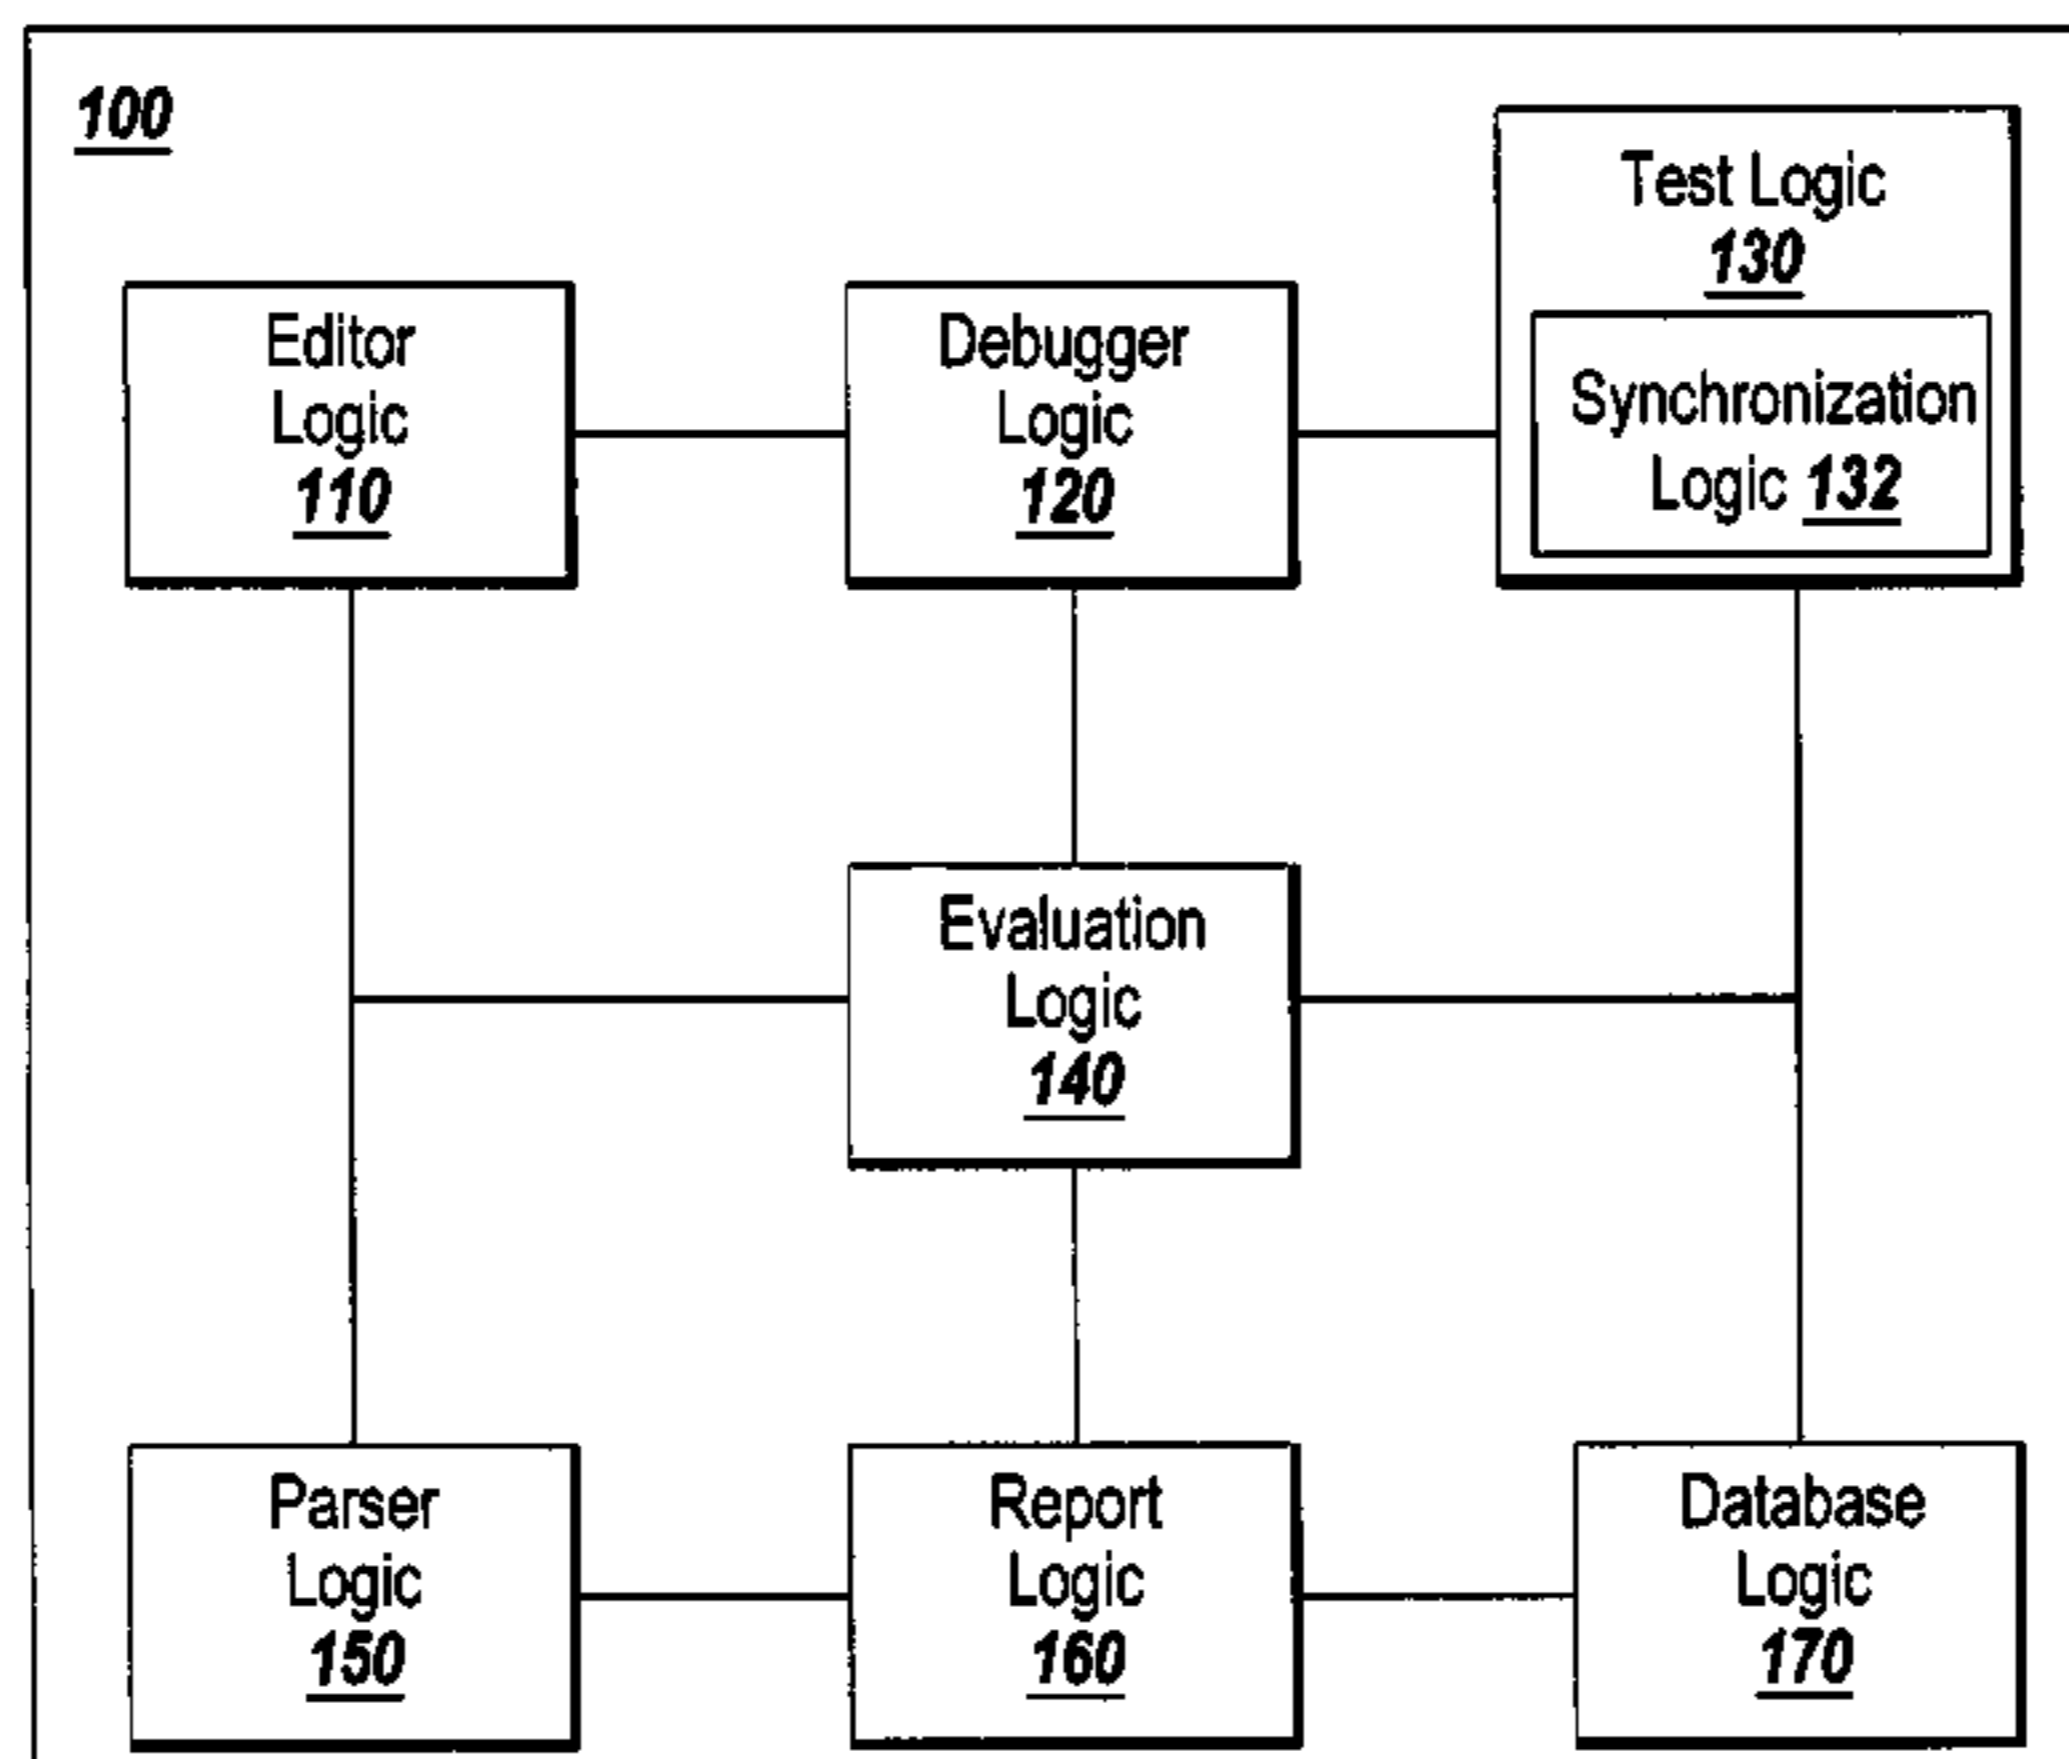 100
Test Logic
130
Synchronization
Logic 132
Editor
Logic
110
Debugger
Logic
120
Evaluation
Logic
140
Parser
Logic
150
Report
Logic
160
Database
Logic
170